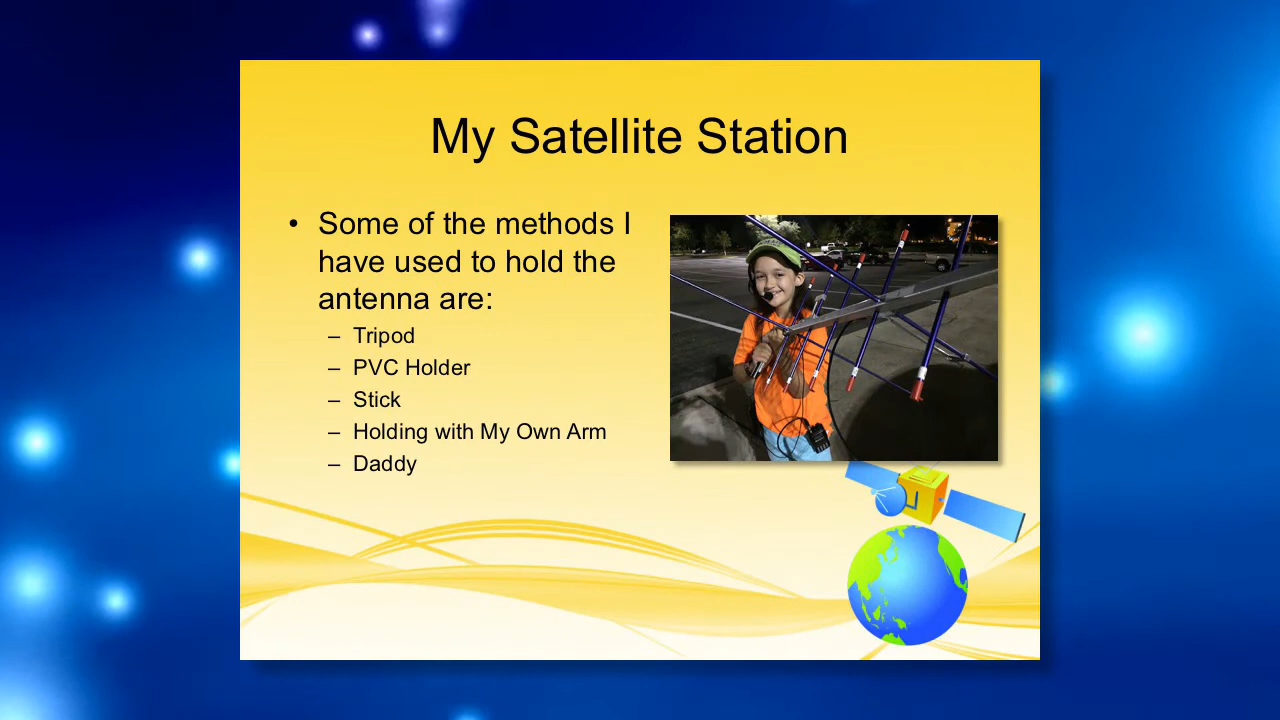 My Satellite Station
• Some of the methods I
have used to hold the
antenna are:
– Tripod
– PVC Holder
– Stick
– Holding with My Own Arm
– Daddy